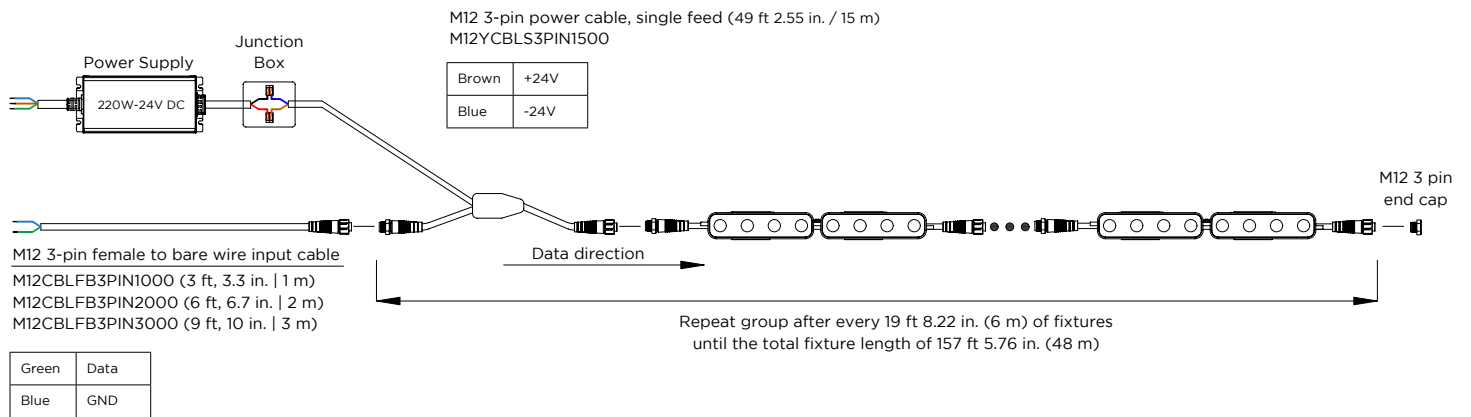 M12 3-pin power cable, single feed (49 ft 2.55 in. / 15 m)
M12YCBLS3PIN1500
Brown +24V
Blue -24V
Junction
Box
Power Supply
220W-24V DC
M12 3 pin
end cap
M12 3-pin female to bare wire input cable
M12CBLFB3PIN1000 (3 ft, 3.3 in. | 1 m)
M12CBLFB3PIN2000 (6 ft, 6.7 in. | 2 m)
M12CBLFB3PIN3000 (9 ft, 10 in. | 3 m)
Data direction
Repeat group after every 19 ft 8.22 in. (6 m) of fixtures
until the total fixture length of 157 ft 5.76 in. (48 m)
Green Data
Blue GND